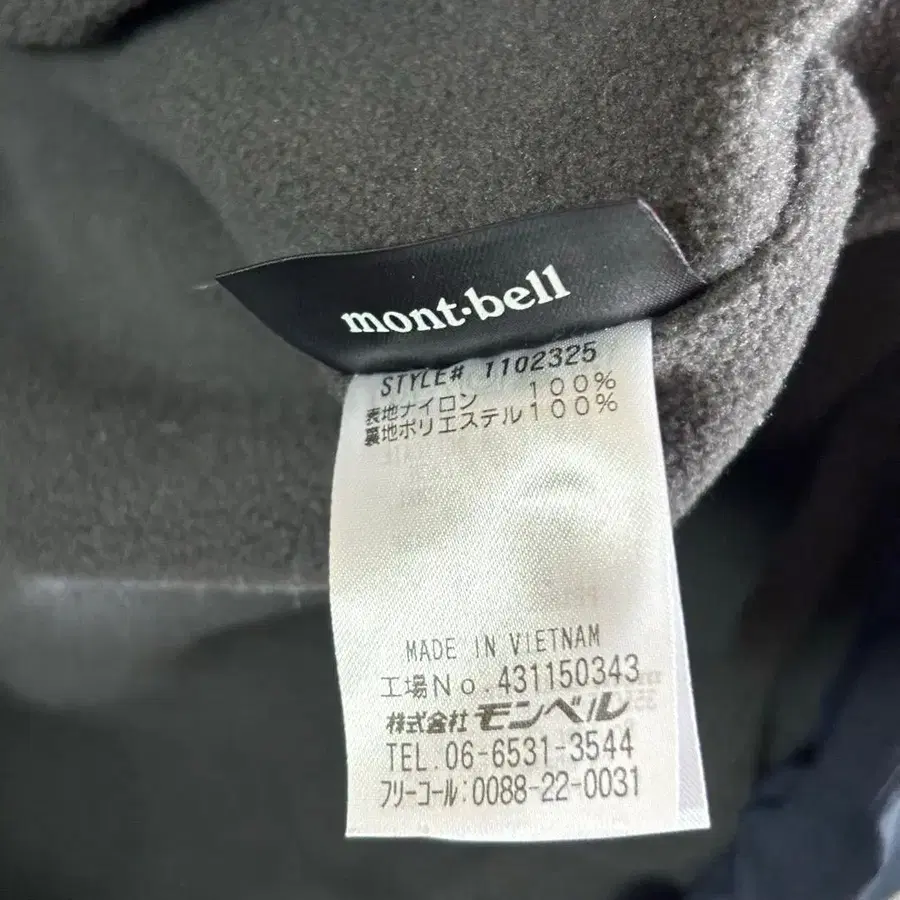 mont·bell
STYLE# 1102325
表地ナイロン 100%
裏地ポリエステル100%
MADE IN VIETNAM
工場No.431150343
株式会社モンベル
TEL.06-6531-3544
フリーコール:0088-22-0031